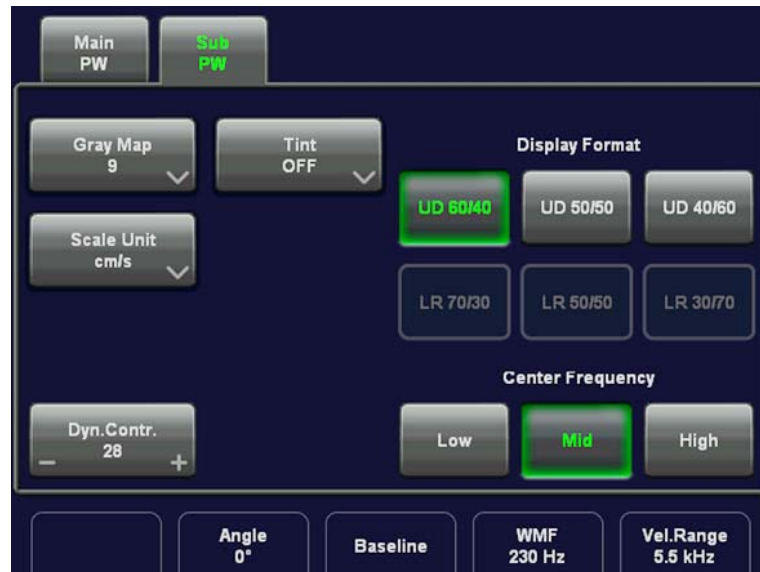 Main
PW
Sub
PW
Gray Map
9
Tint
OFF
Display Format
UD 60/40
UD 50/50
UD 40/60
Scale Unit
cm/s
LR 70/30
LR 50/50
LR 30/70
Center Frequency
Dyn.Contr.
28
- +
Low
Mid
High
Angle
0°
Baseline
WMF
230 Hz
Vel.Range
5.5 kHz